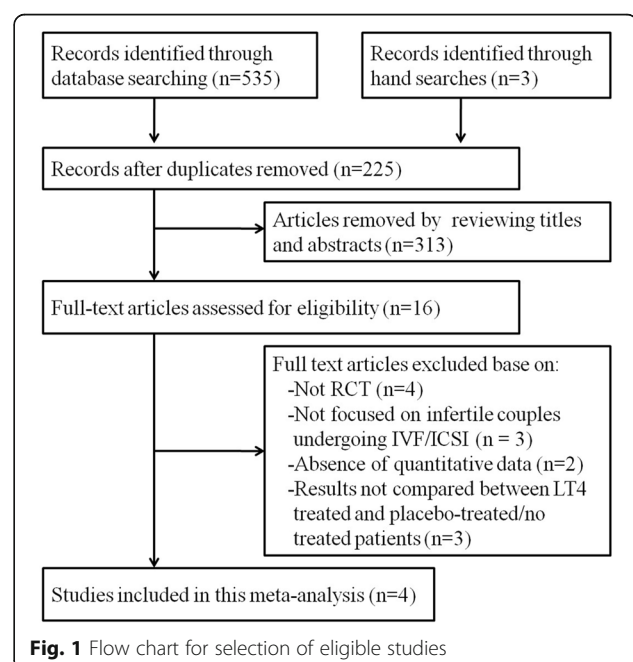 Records identified through
database searching (n=535)
Records identified through
hand searches (n=3)
Records after duplicates removed (n=225)
Articles removed by reviewing titles
and abstracts (n=313)
Full-text articles assessed for eligibility (n=16)
Full text articles excluded base on:
-Not RCT (n=4)
-Not focused on infertile couples
undergoing IVF/ICSI (n = 3)
-Absence of quantitative data (n=2)
-Results not compared between LT4
treated and placebo-treated/no
treated patients (n=3)
Studies included in this meta-analysis (n=4)
Fig. 1 Flow chart for selection of eligible studies